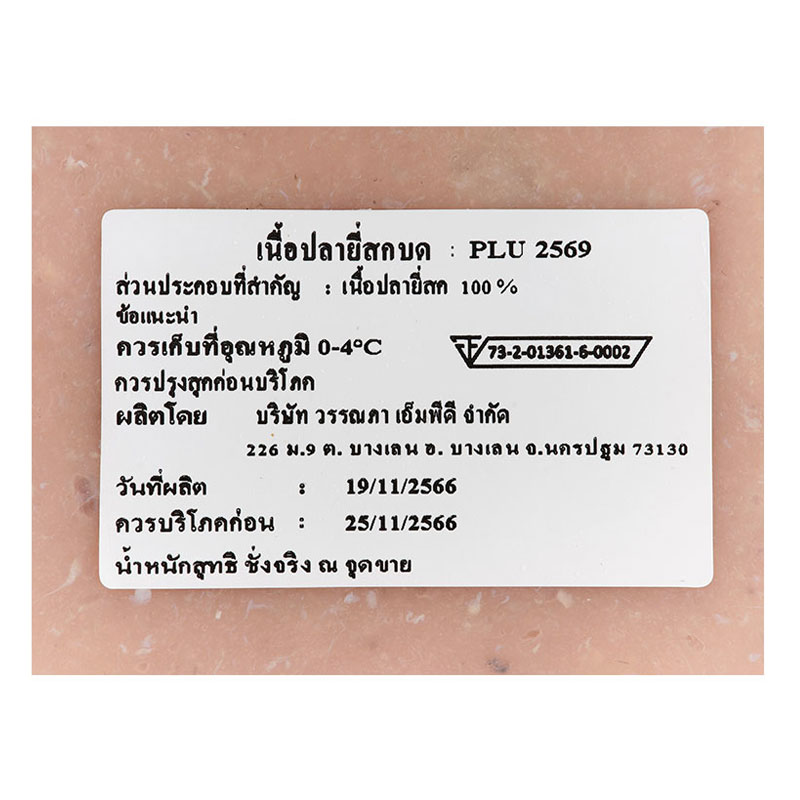 เนื้อปลายี่สกบด : PLU 2569
ส่วนประกอบที่สำคัญ : เนื้อปลายี่สก 100 %
ข้อแนะนำ
ควรเก็บที่อุณหภูมิ 0-4°C
73-2-01361-6-0002
ควรปรุงสุกก่อนบริโภค
ผลิตโดย บริษัท วรรณภา เอ็มพีดี จำกัด
226 ม.9 ต. บางเลน อ. บางเลน จ.นครปฐม 73130
วันที่ผลิต : 19/11/2566
ควรบริโภคก่อน : 25/11/2566
น้ำหนักสุทธิ ชั่งจริง ณ จุดขาย